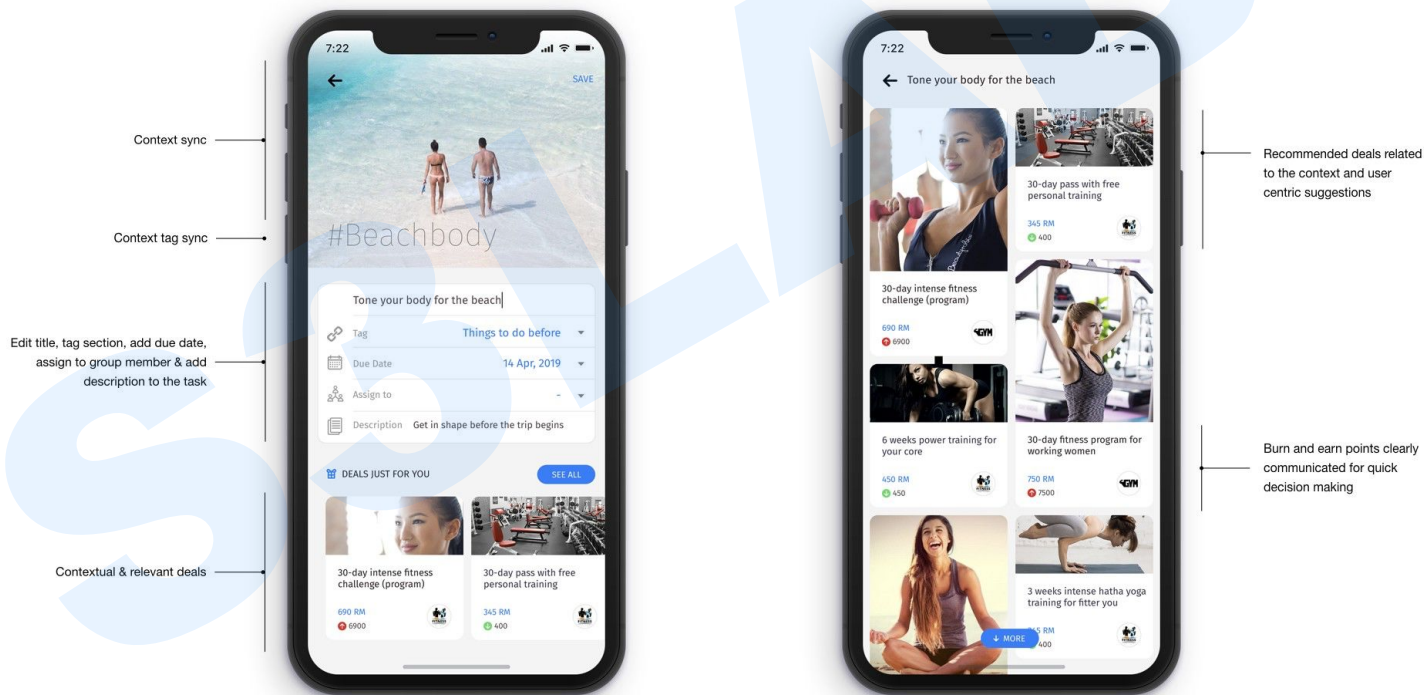 Context sync
Context tag sync
Edit title, tag section, add due date,
assign to group member & add
description to the task
Contextual & relevant deals
7:22
SAVE
#Beachbody
Tone your body for the beach
Tag
Things to do before
Due Date
14 Apr, 2019
Assign to
-
Description Get in shape before the trip begins
DEALS JUST FOR YOU
SEE ALL
30-day intense fitness
challenge (program)
690 RM
6900
FITNESS
30-day pass with free
personal training
345 RM
400
FITNESS
7:22
Tone your body for the beach
30-day intense fitness
challenge (program)
690 RM
6900
GYM
30-day pass with free
personal training
345 RM
400
FITNESS
6 weeks power training for
your core
450 RM
450
FITNESS
30-day fitness program for
working women
750 RM
7500
GYM
3 weeks intense hatha yoga
training for fitter you
RM
400
FITNESS
MORE
Recommended deals related
to the context and user
centric suggestions
Burn and earn points clearly
communicated for quick
decision making
S3LAB